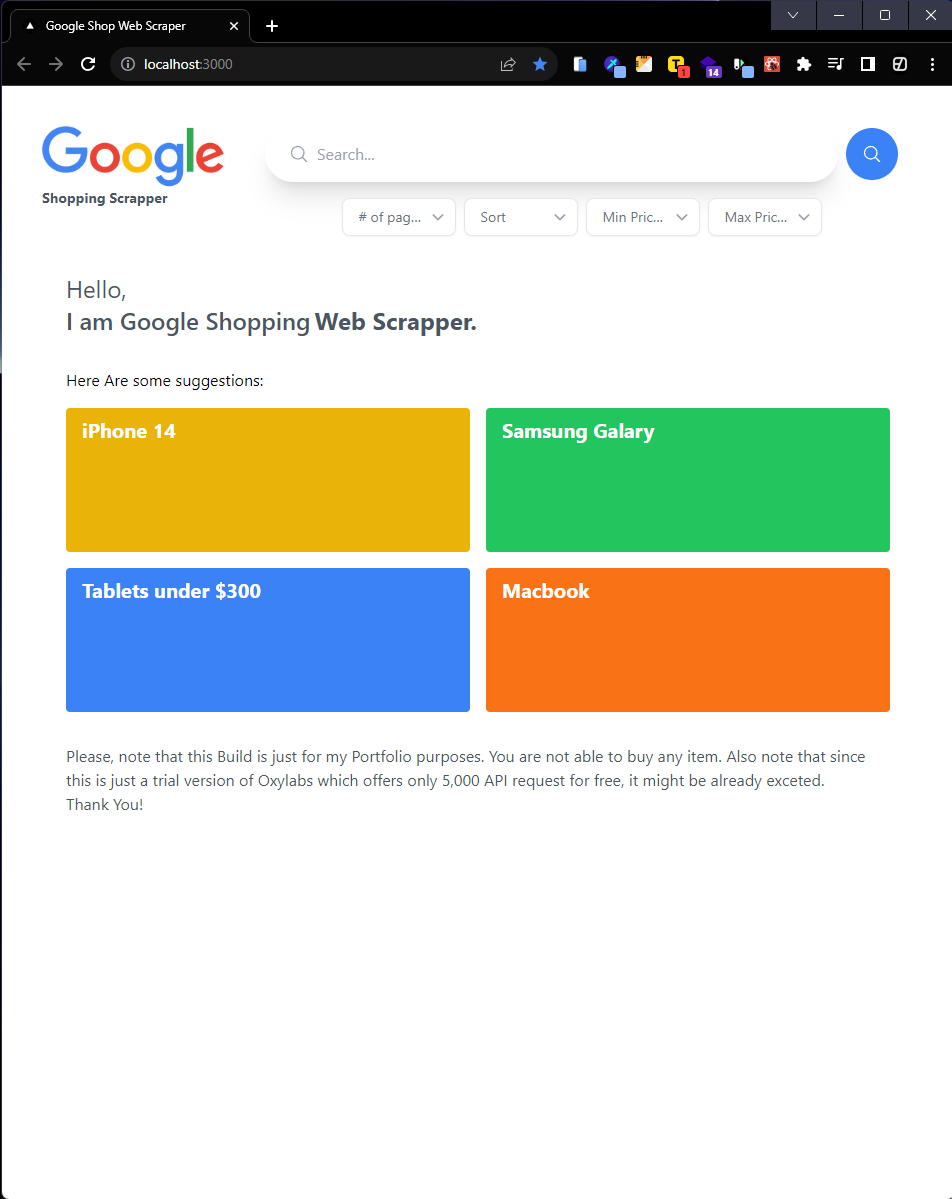 Google Shop Web Scraper
localhost:3000
1
14
Google
Search...
Shopping Scrapper
# of pag...
Sort
Min Pric...
Max Pric...
Hello,
I am Google Shopping Web Scrapper.
Here Are some suggestions:
iPhone 14
Samsung Galary
Tablets under $300
Macbook
Please, note that this Build is just for my Portfolio purposes. You are not able to buy any item. Also note that since
this is just a trial version of Oxylabs which offers only 5,000 API request for free, it might be already exceted.
Thank You!